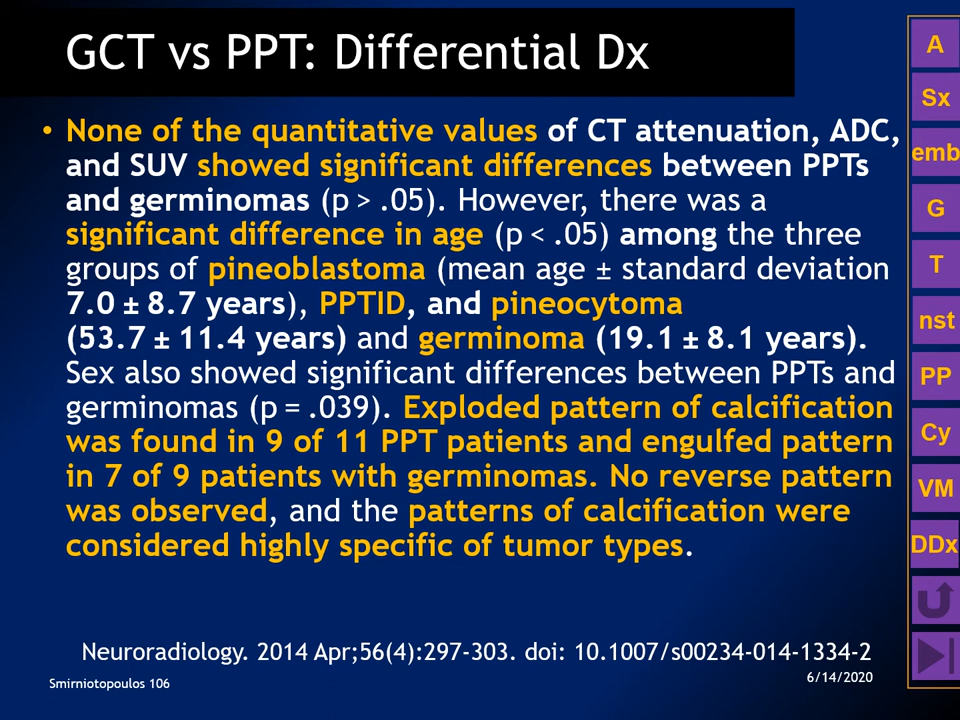 GCT vs PPT: Differential Dx
• None of the quantitative values of CT attenuation, ADC,
and SUV showed significant differences between PPTs
and germinomas (p > .05). However, there was a
significant difference in age (p < .05) among the three
groups of pineoblastoma (mean age ± standard deviation
7.0 ± 8.7 years), PPTID, and pineocytoma
(53.7 ± 11.4 years) and germinoma (19.1 ± 8.1 years).
Sex also showed significant differences between PPTs and
germinomas (p = .039). Exploded pattern of calcification
was found in 9 of 11 PPT patients and engulfed pattern
in 7 of 9 patients with germinomas. No reverse pattern
was observed, and the patterns of calcification were
considered highly specific of tumor types.
Neuroradiology. 2014 Apr;56(4):297-303. doi: 10.1007/s00234-014-1334-2
Smirniotopoulos 106
6/14/2020
A
Sx
emb
G
T
nst
PP
Cy
VM
DDx